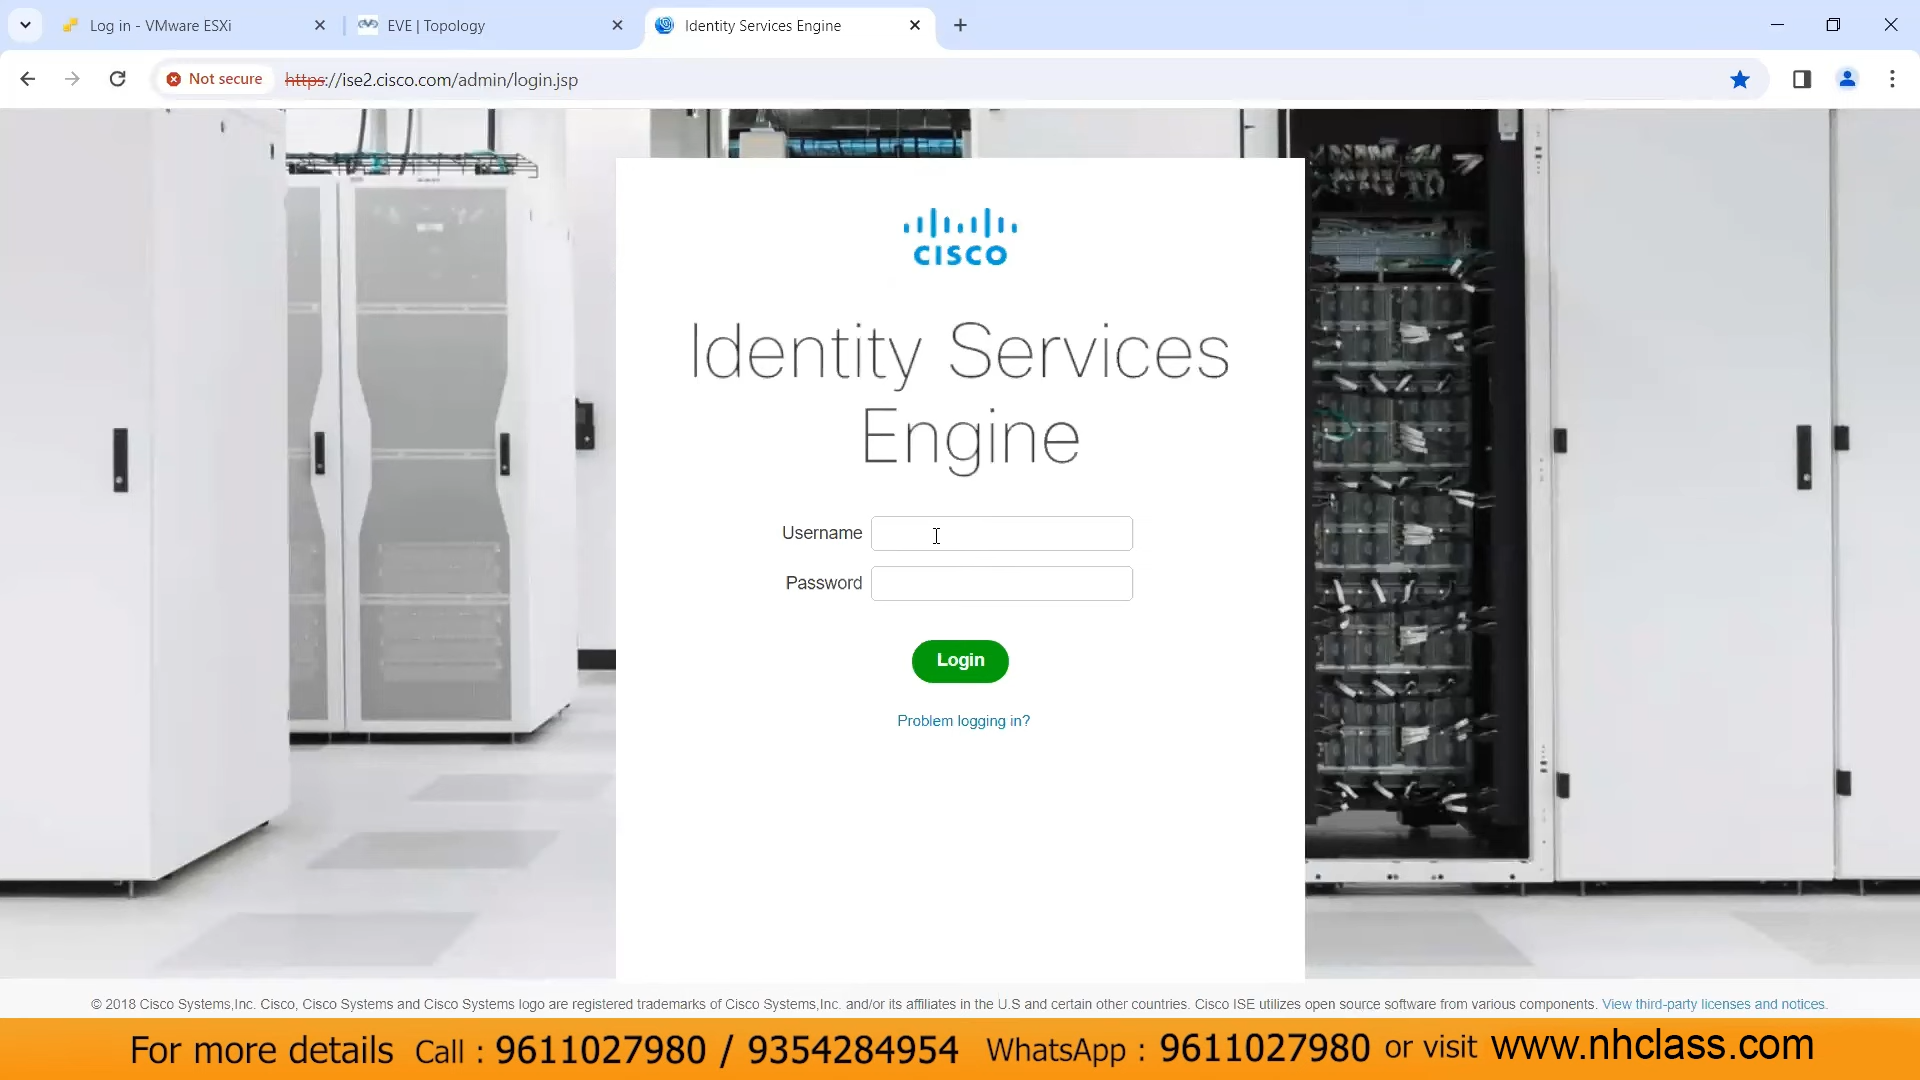 Log in - VMware ESXi
EVE | Topology
Identity Services Engine
Not secure
https://ise2.cisco.com/admin/login.jsp
CISCO
Identity Services
Engine
Username
Password
Login
Problem logging in?
© 2018 Cisco Systems,Inc. Cisco, Cisco Systems and Cisco Systems logo are registered trademarks of Cisco Systems,Inc. and/or its affiliates in the U.S and certain other countries. Cisco ISE utilizes open source software from various components. View third-party licenses and notices.
For more details Call : 9611027980 / 9354284954 WhatsApp : 9611027980 or visit www.nhclass.com